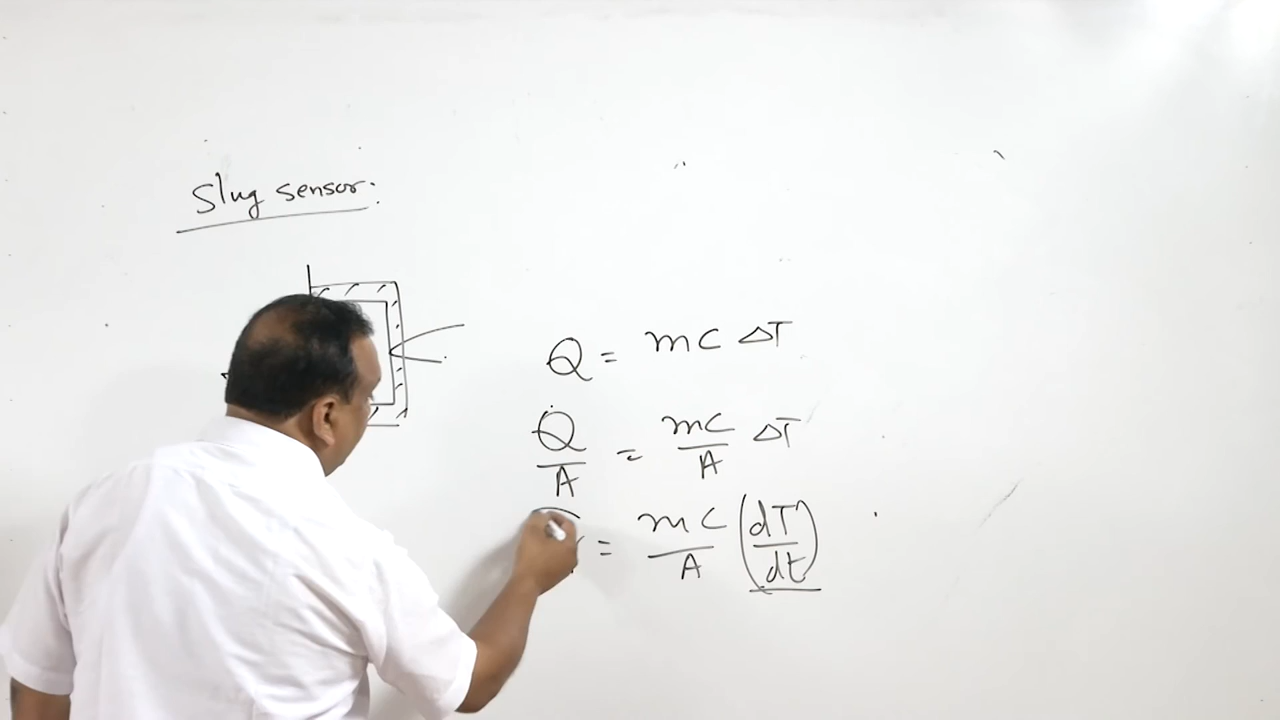 Slug sensor.
Q = mC ΔT
Q̇/A = mC/A ΔT
= mC/A (dT/dt)